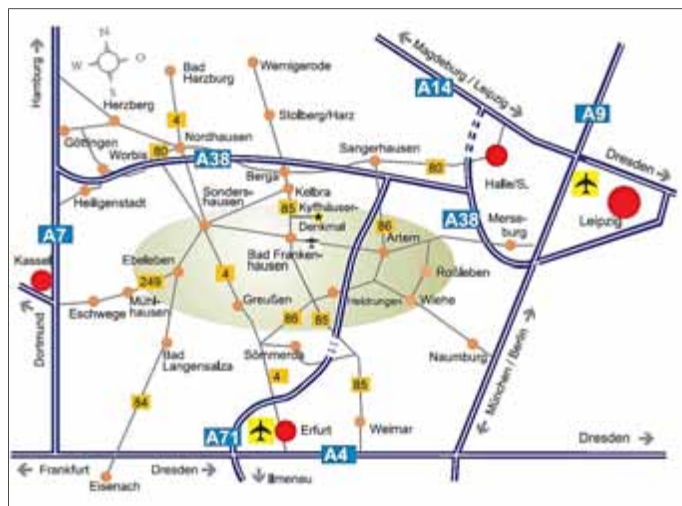 N
W
O
S
Hamburg
Bad
Harzburg
Wernigerode
Magdeburg / Leipzig
A14
A9
Herzberg
4
Stolberg/Harz
Göttingen
Nordhausen
Worbis
80
A38
Sangerhausen
80
Halle/S.
Dresden
Berga
Kelbra
Sonders-
hausen
85
Kyffhäuser-
Denkmal
Heiligenstadt
A38
Merse-
burg
Leipzig
A7
86
Artern
Kassel
Ebeleben
Bad Franken-
hausen
Roßleben
249
4
Greußen
Heldrungen
Wiehe
Eschwege
Mühl-
hausen
86
85
Dortmund
Bad
Langensalza
Sömmerda
Naumburg
München / Berlin
4
85
84
A71
Erfurt
Weimar
A4
Dresden
Frankfurt
Dresden
Ilmenau
Eisenach